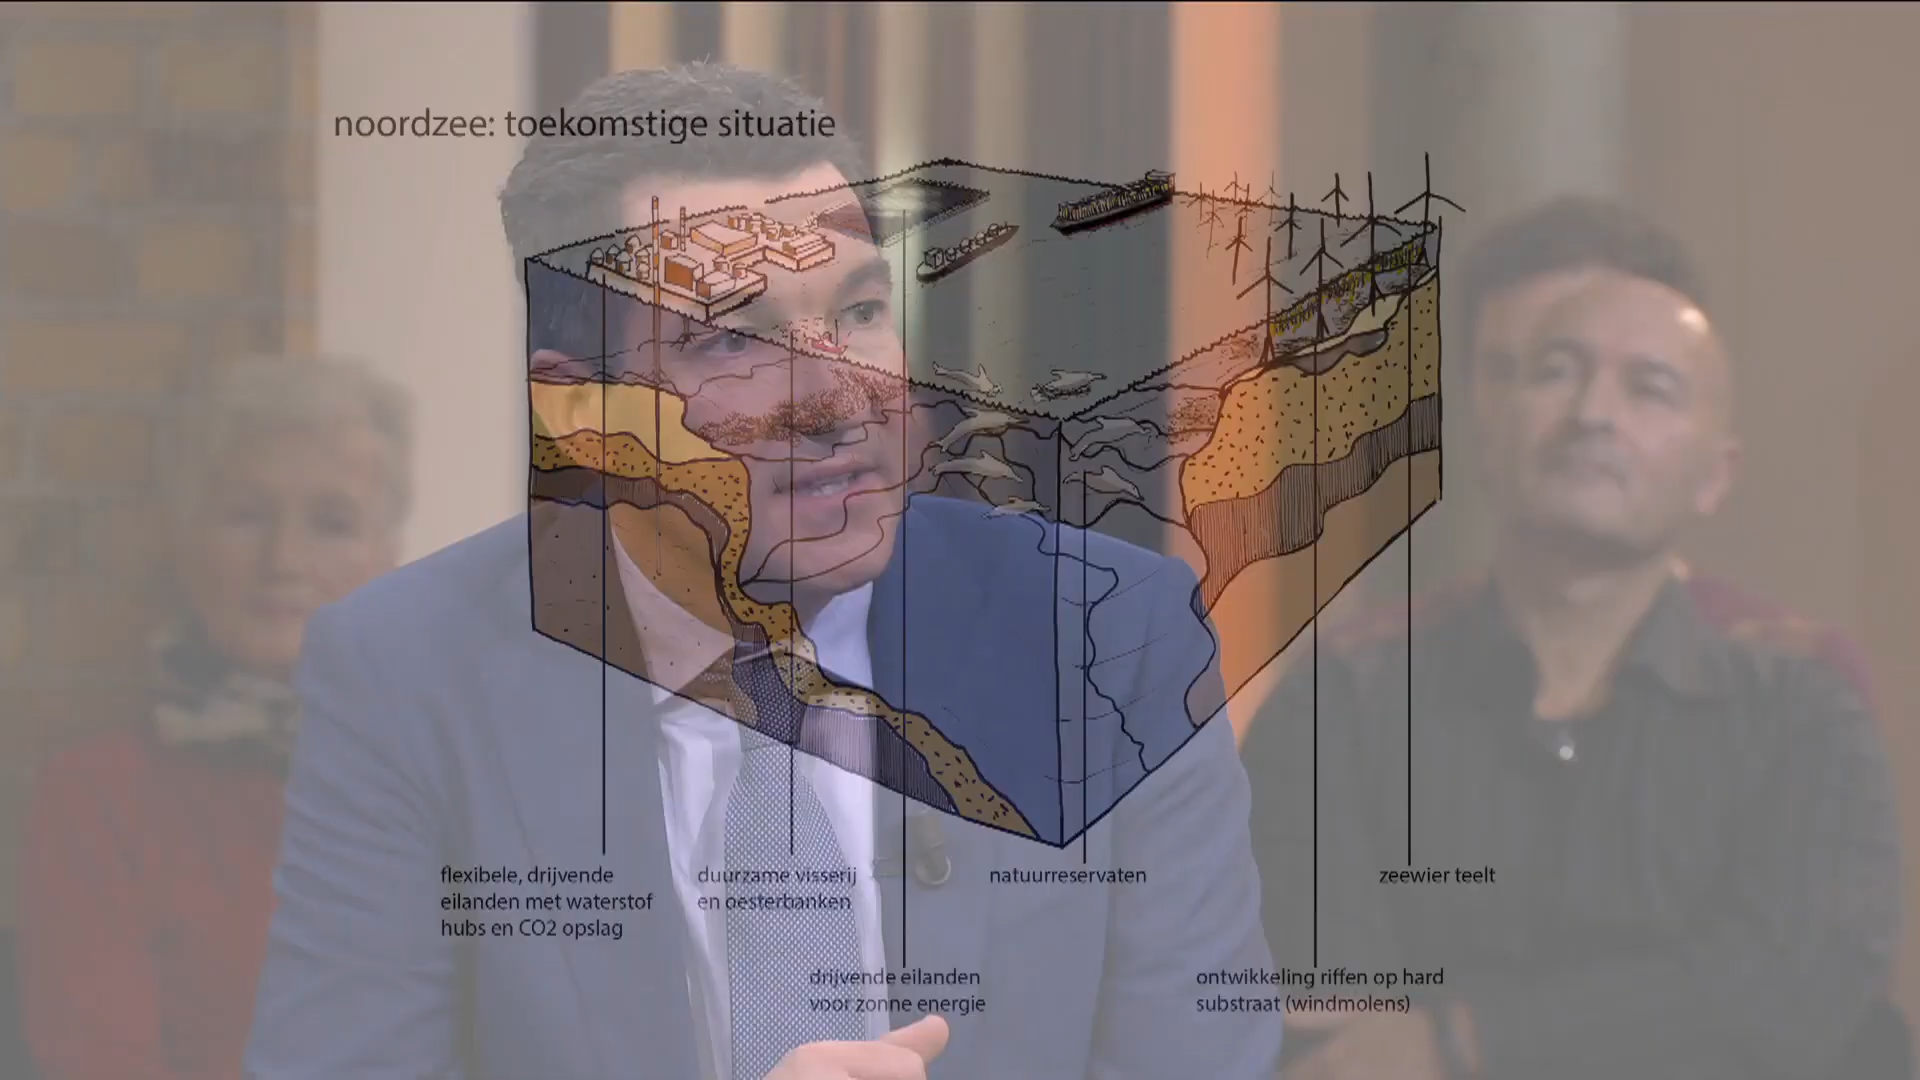 noordzee: toekomstige situatie
flexibele, drijvende
eilanden met waterstof
hubs en CO2 opslag
duurzame visserij
en oesterbanken
drijvende eilanden
voor zonne energie
natuurreservaten
ontwikkeling riffen op hard
substraat (windmolens)
zeewier teelt